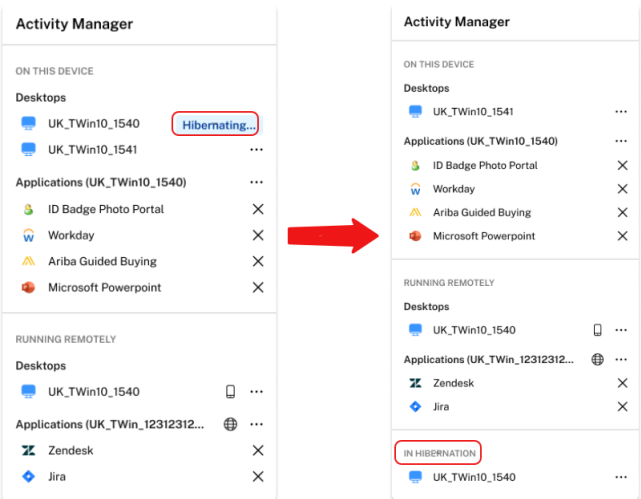 Activity Manager
ON THIS DEVICE
Desktops
UK_TWin10_1540 Hibernating...
UK_TWin10_1541
Applications (UK_TWin10_1540)
ID Badge Photo Portal
Workday
Ariba Guided Buying
Microsoft Powerpoint
RUNNING REMOTELY
Desktops
UK_TWin10_1540
Applications (UK_TWin_12312312...
Zendesk
Jira
Activity Manager
ON THIS DEVICE
Desktops
UK_TWin10_1541
Applications (UK_TWin10_1540)
ID Badge Photo Portal
Workday
Ariba Guided Buying
Microsoft Powerpoint
RUNNING REMOTELY
Desktops
UK_TWin10_1540
Applications (UK_TWin_12312312...
Zendesk
Jira
IN HIBERNATION
UK_TWin10_1540